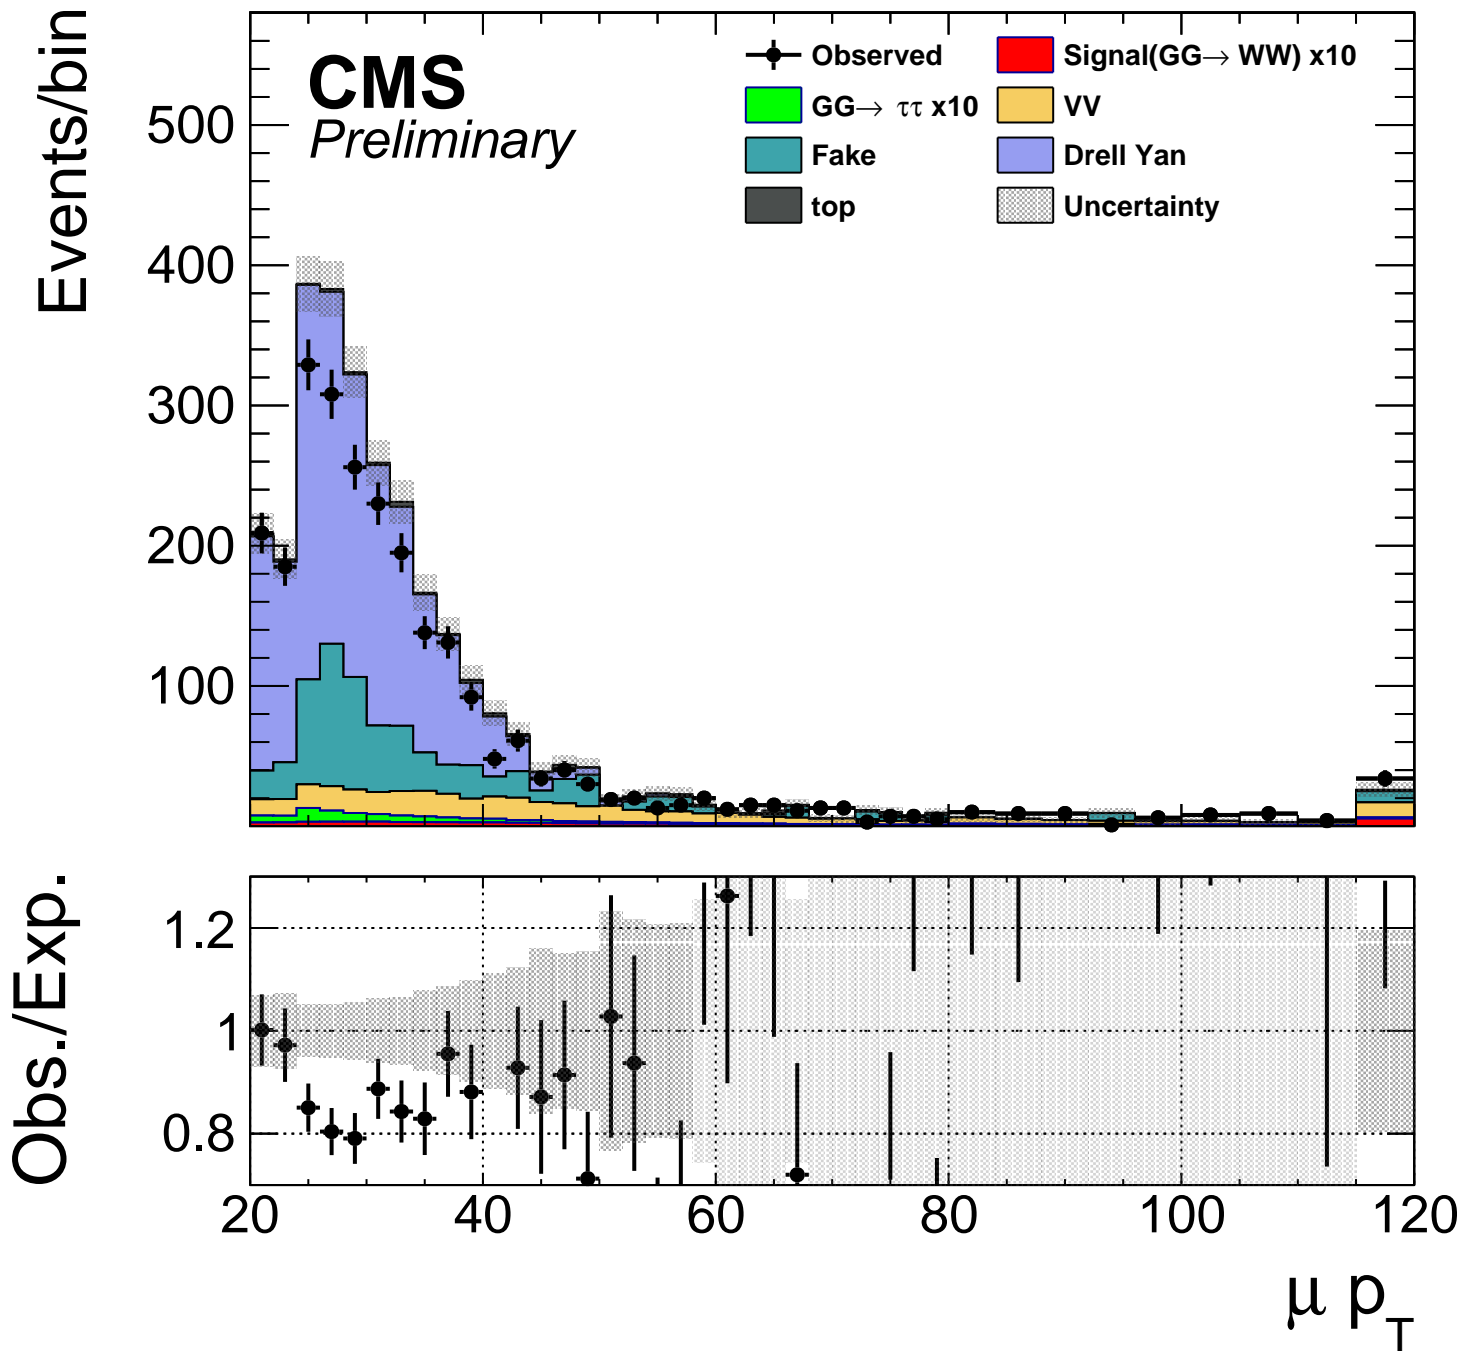 CMS
Preliminary
Observed
Signal(GG→ WW) x10
GG→ ττ x10
VV
Fake
Drell Yan
top
Uncertainty
Events/bin
500
400
300
200
100
Obs./Exp.
1.2
1
0.8
20 40 60 80 100 120
μ p_T